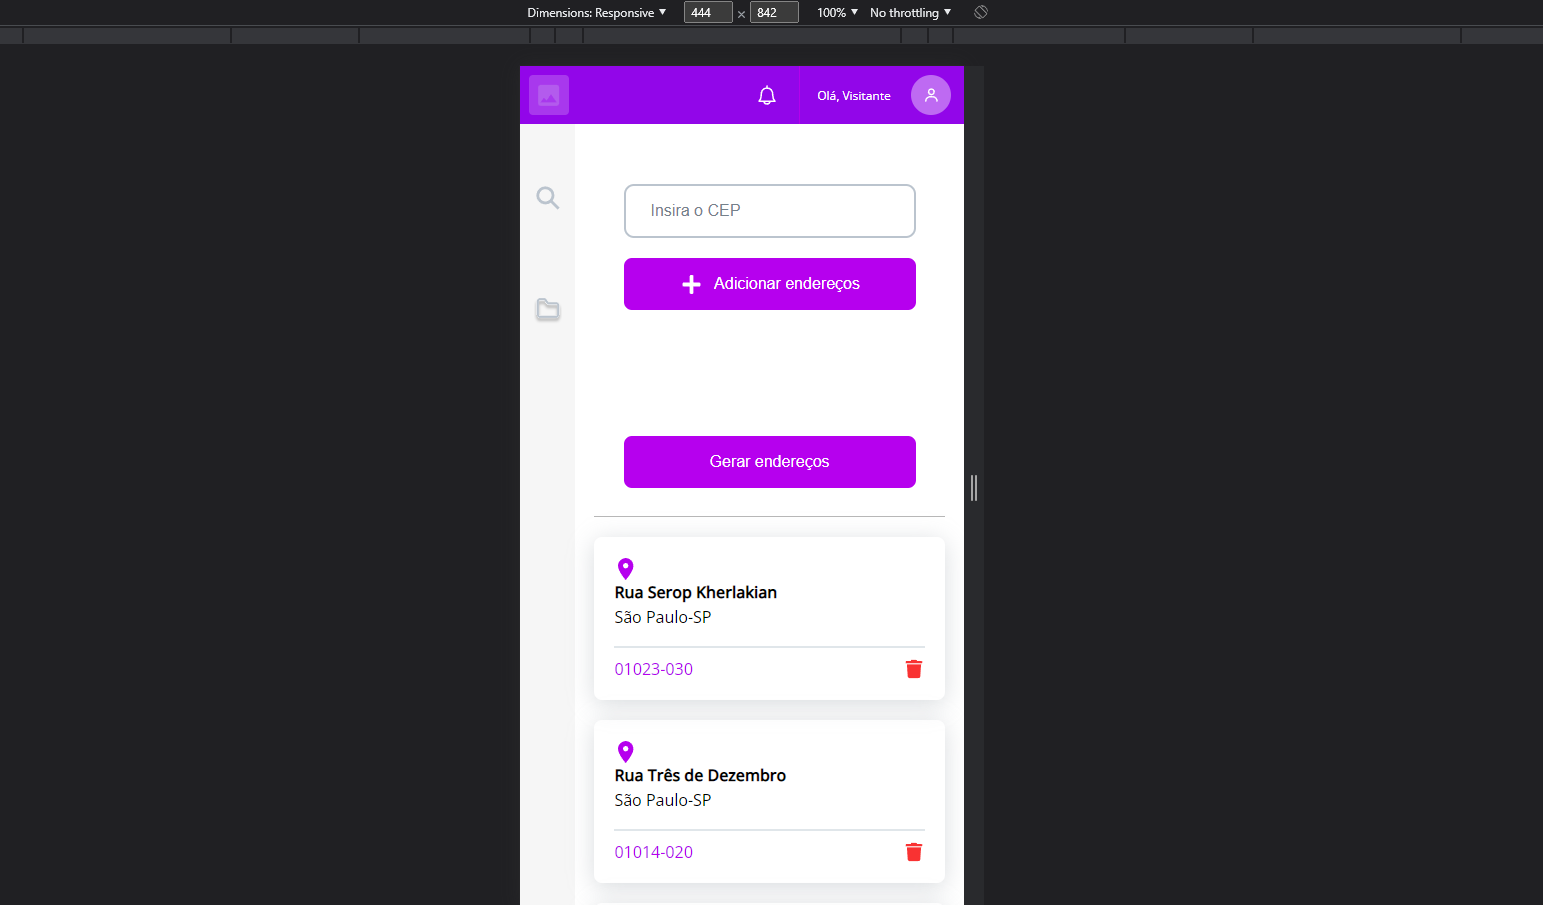 Dimensions: Responsive ▼ 444 × 842 100% ▼ No throttling ▼
Olá, Visitante
Insira o CEP
Adicionar endereços
Gerar endereços
Rua Serop Kherlakian
São Paulo-SP
01023-030
Rua Três de Dezembro
São Paulo-SP
01014-020